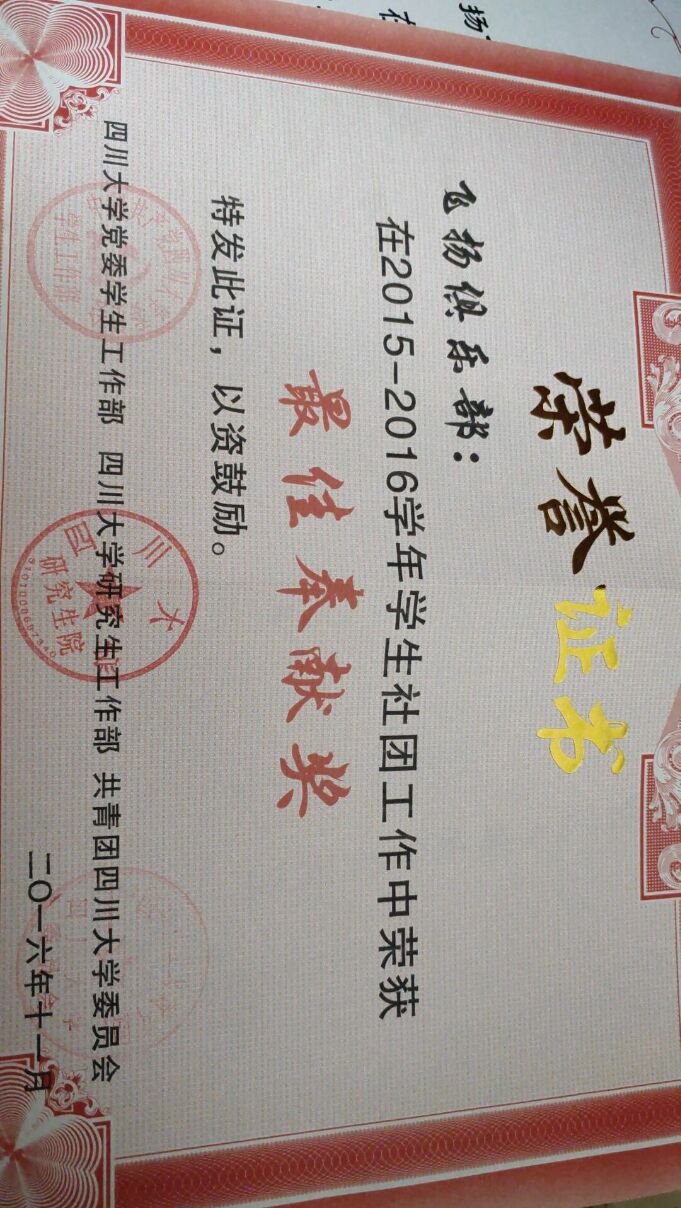 荣誉证书
飞扬俱乐部：
在2015-2016学年学生社团工作中荣获
最佳奉献奖
特发此证，以资鼓励。
四川大学党委学生工作部 四川大学研究生工作部 共青团四川大学委员会
二〇一六年十一月
学生工作部
四川大学
研究生院
扬
在